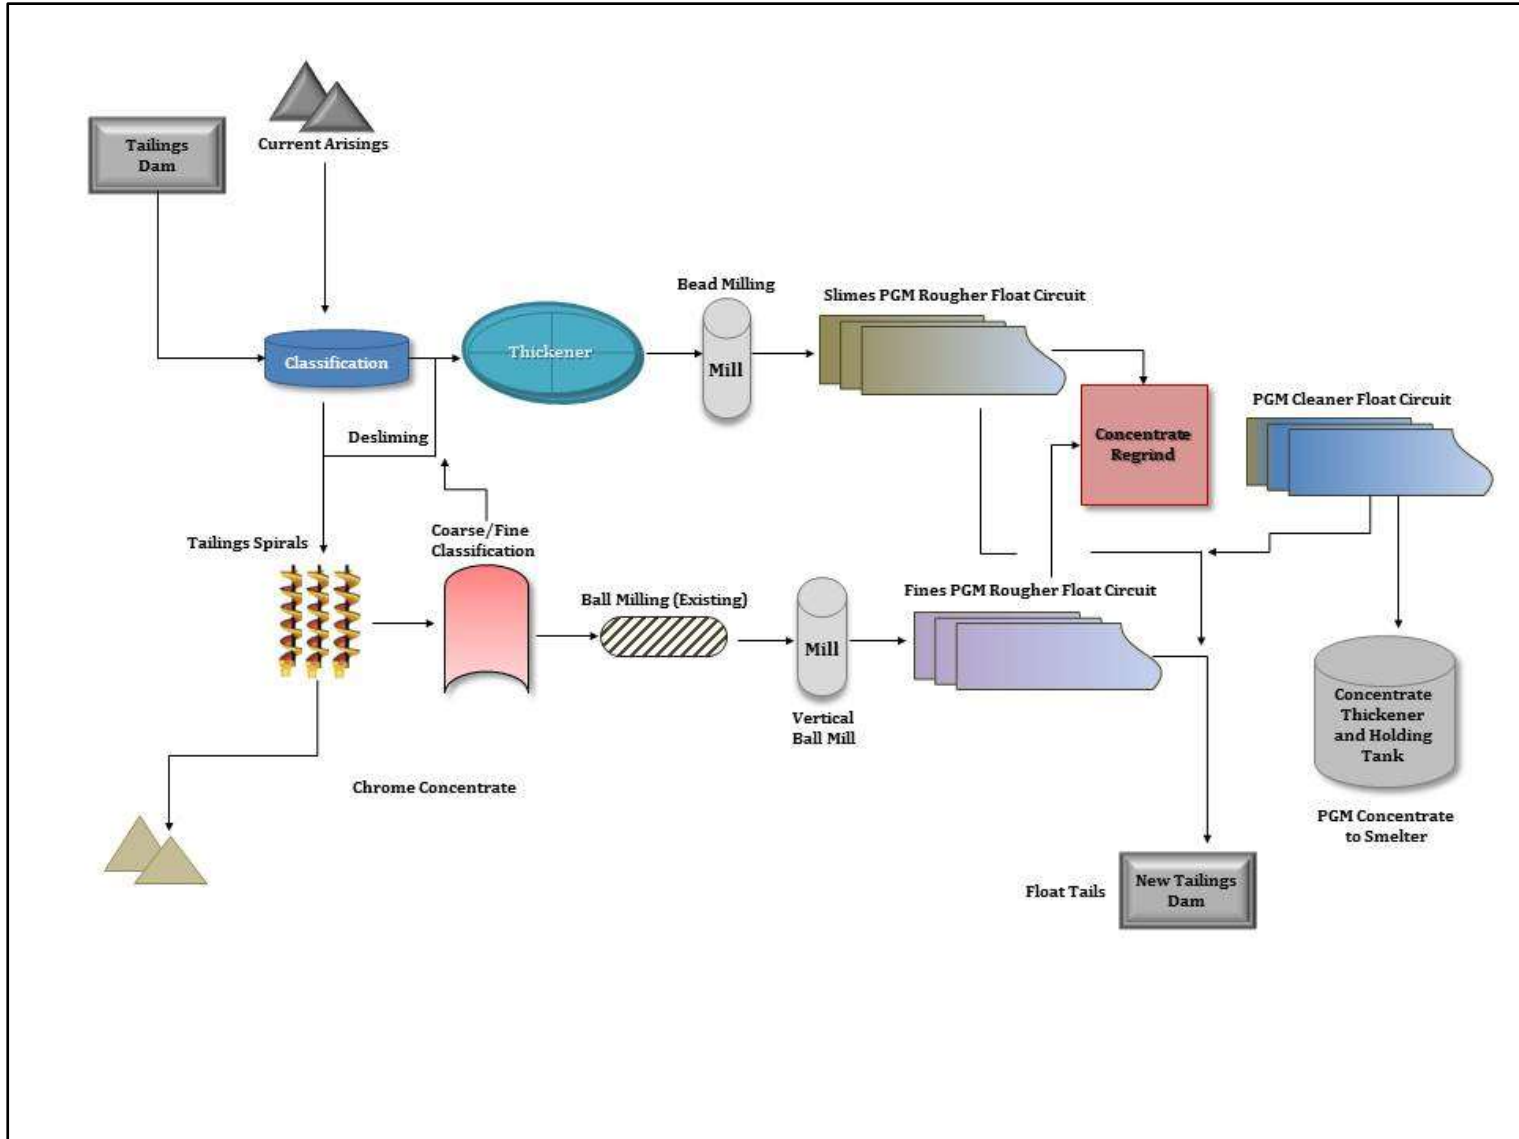 Tailings
Dam
Current Arisings
Classification
Thickener
Bead Milling
Mill
Slimes PGM Rougher Float Circuit
Concentrate
Regrind
PGM Cleaner Float Circuit
Desliming
Tailings Spirals
Coarse/Fine
Classification
Ball Milling (Existing)
Mill
Vertical
Ball Mill
Fines PGM Rougher Float Circuit
Concentrate
Thickener
and Holding
Tank
PGM Concentrate
to Smelter
Chrome Concentrate
Float Tails
New Tailings
Dam